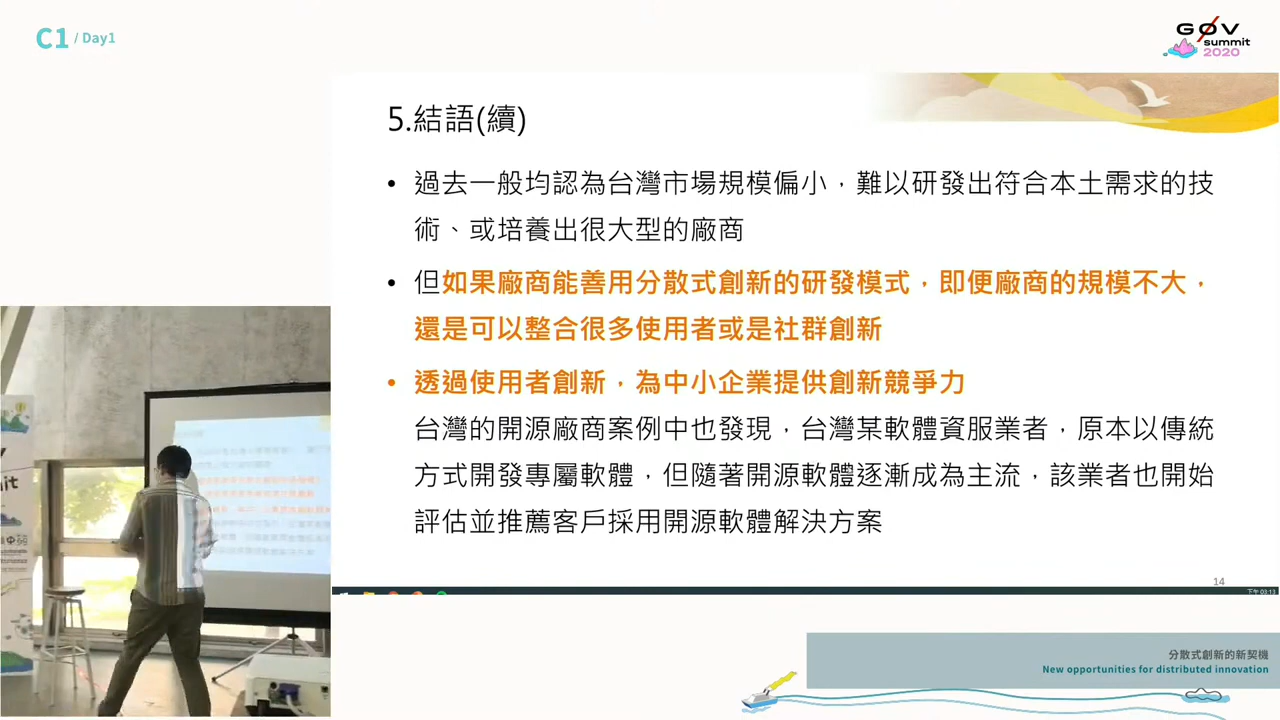 C1 / Day1
GØV
summit
2020
5.結語(續)
• 過去一般均認為台灣市場規模偏小，難以研發出符合本土需求的技
術、或培養出很大型的廠商
• 但如果廠商能善用分散式創新的研發模式，即便廠商的規模不大，
還是可以整合很多使用者或是社群創新
• 透過使用者創新，為中小企業提供創新競爭力
台灣的開源廠商案例中也發現，台灣某軟體資服業者，原本以傳統
方式開發專屬軟體，但隨著開源軟體逐漸成為主流，該業者也開始
評估並推薦客戶採用開源軟體解決方案
14
下午 03:13
分散式創新的新契機
New opportunities for distributed innovation